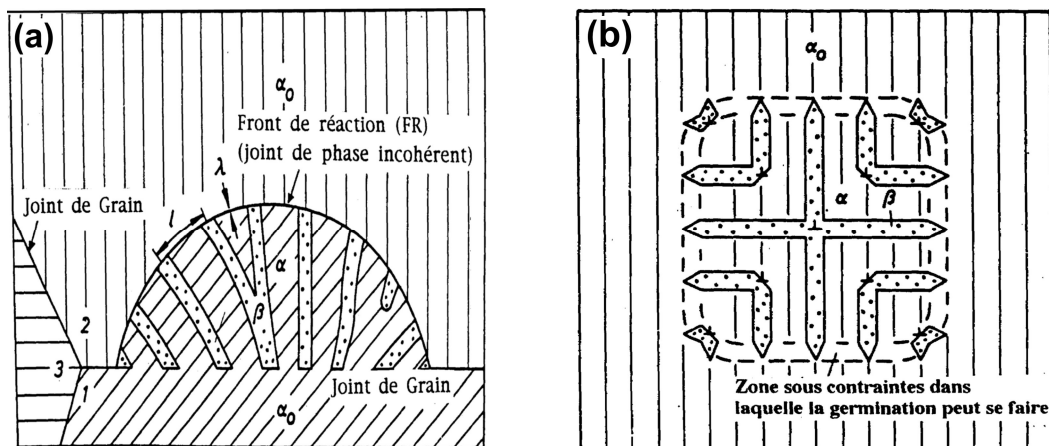 (a)
α₀
Front de réaction (FR)
(joint de phase incohérent)
λ
Joint de Grain
l
α
β
2
3
1
Joint de Grain
α₀
(b)
α₀
α
β
Zone sous contraintes dans
laquelle la germination peut se faire